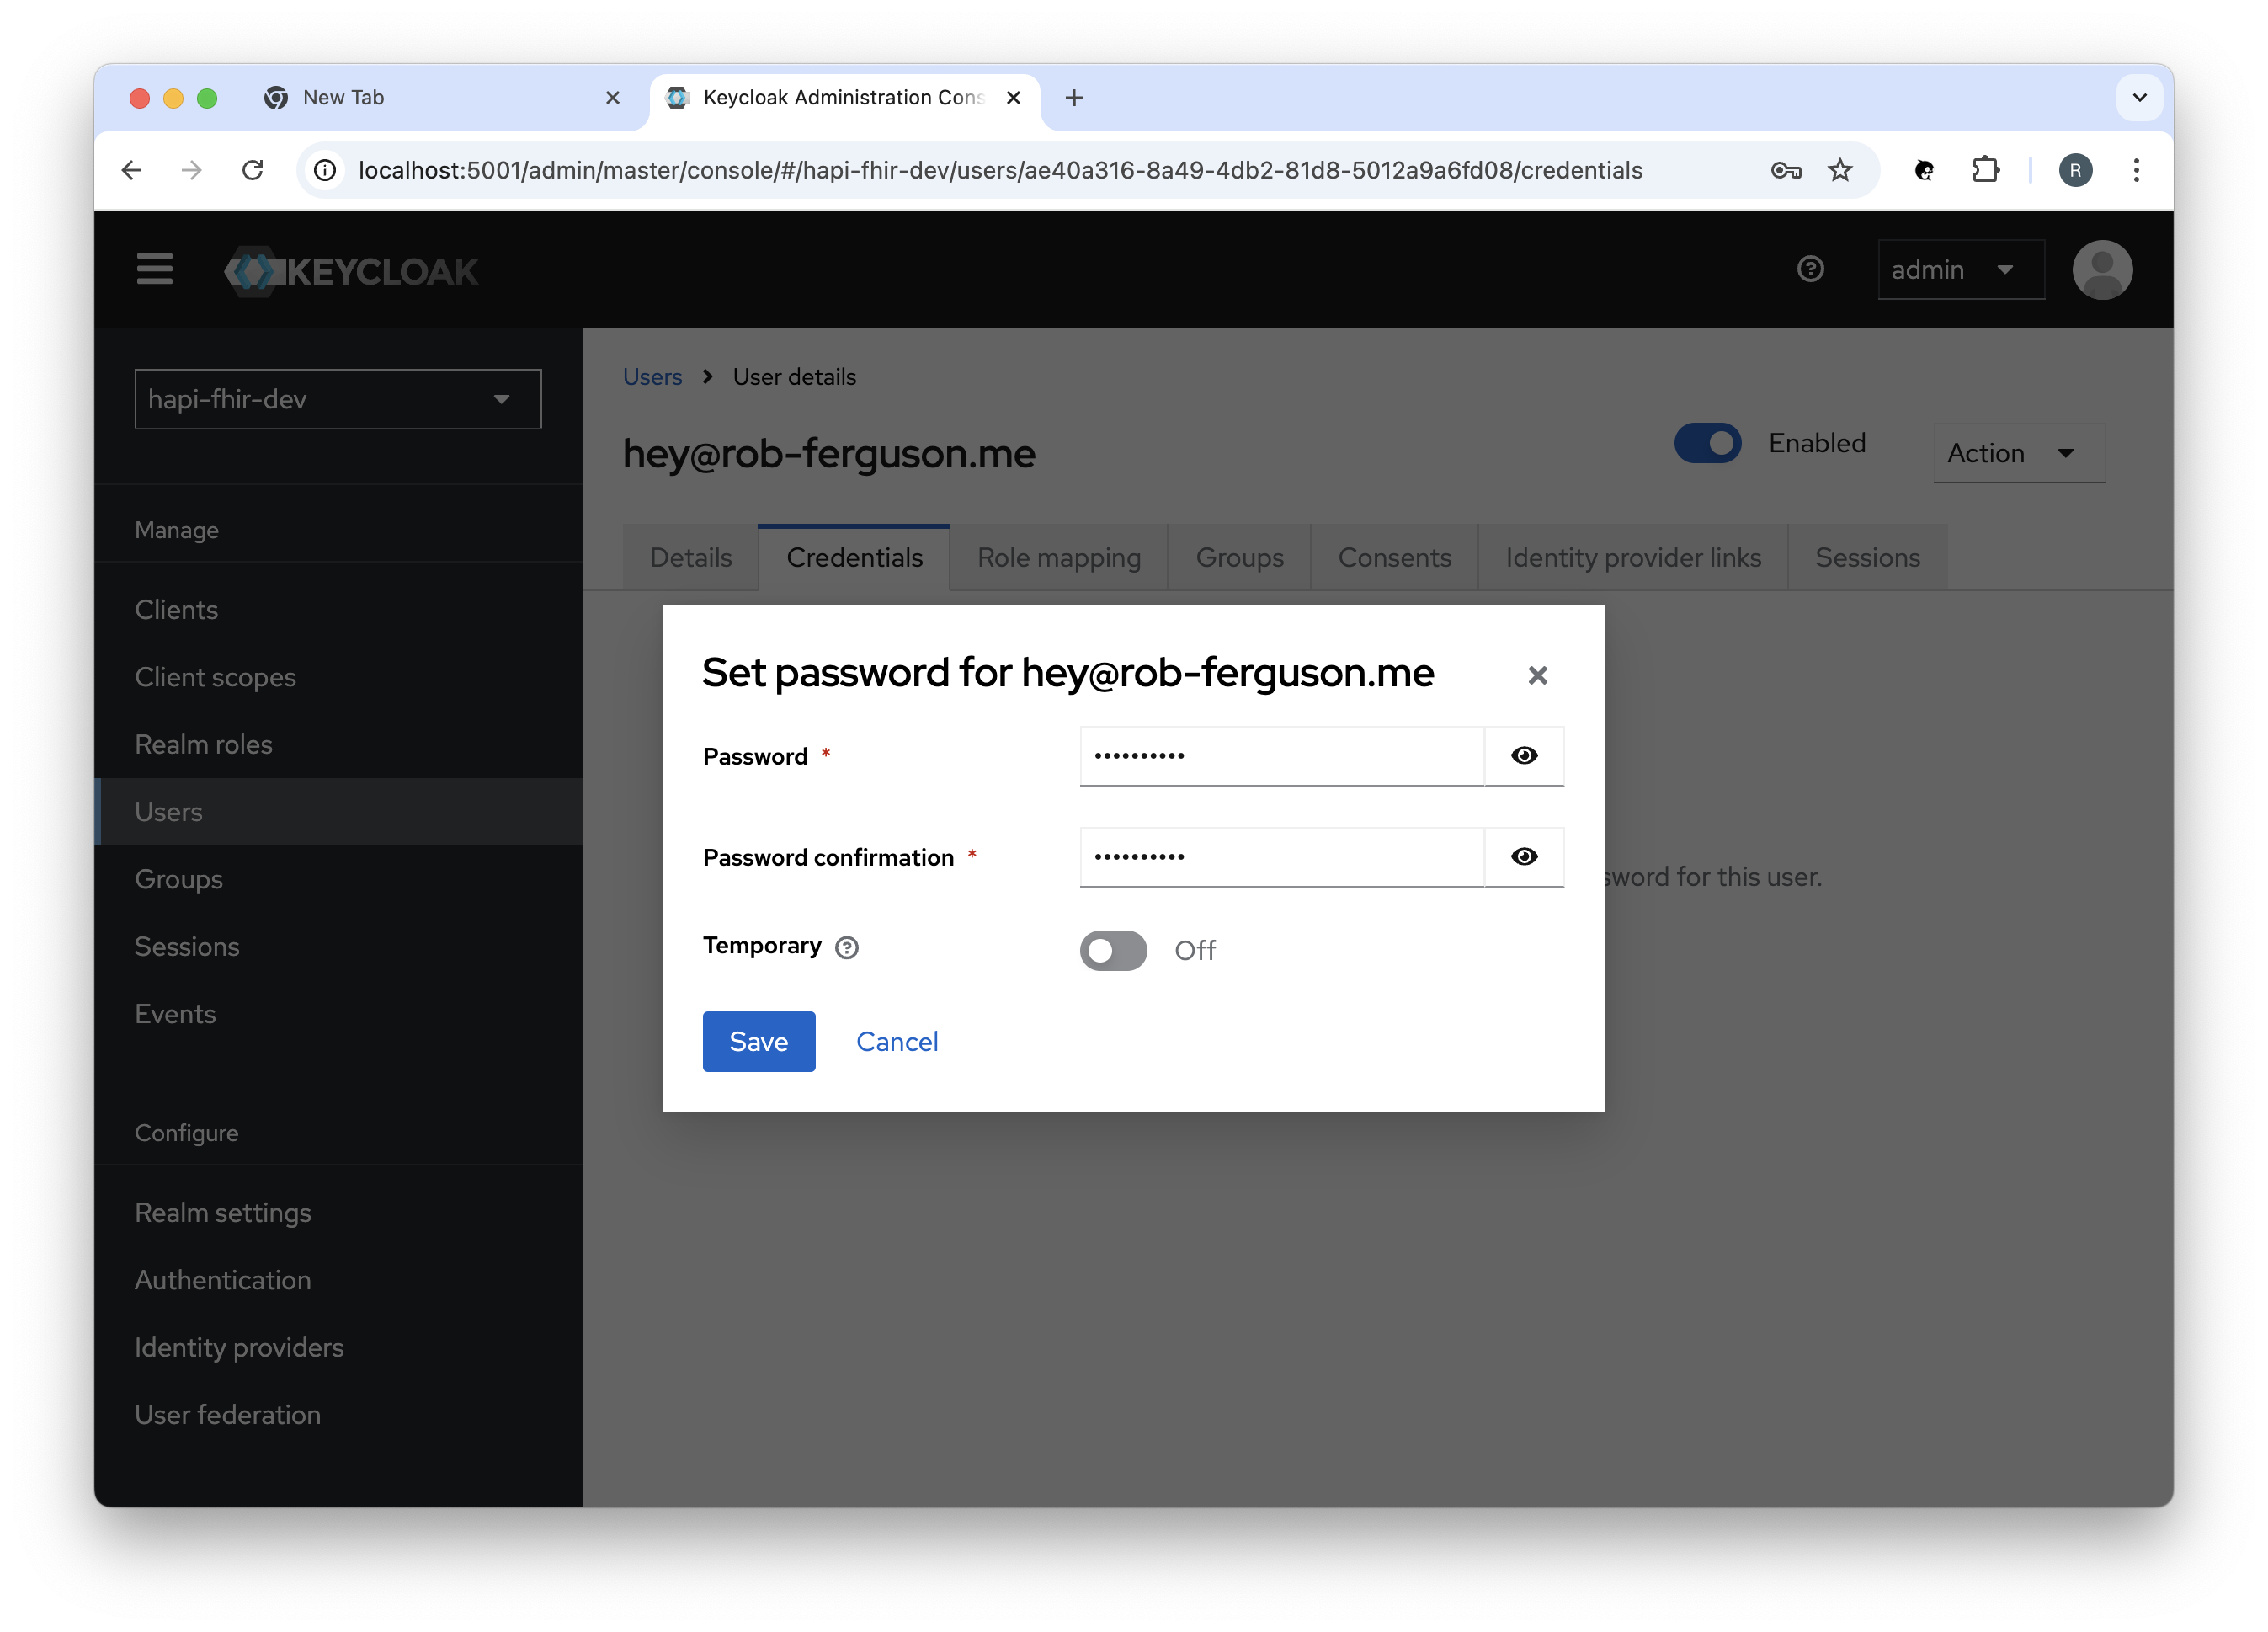 New Tab
Keycloak Administration Cons
localhost:5001/admin/master/console/#/hapi-fhir-dev/users/ae40a316-8a49-4db2-81d8-5012a9a6fd08/credentials
R
KEYCLOAK
admin
hapi-fhir-dev
Manage
Clients
Client scopes
Realm roles
Users
Groups
Sessions
Events
Configure
Realm settings
Authentication
Identity providers
User federation
Users > User details
hey@rob-ferguson.me
Enabled
Action
Details Credentials Role mapping Groups Consents Identity provider links Sessions
Set password for hey@rob-ferguson.me
Password *
••••••••••
Password confirmation *
••••••••••
sword for this user.
Temporary
Off
Save Cancel